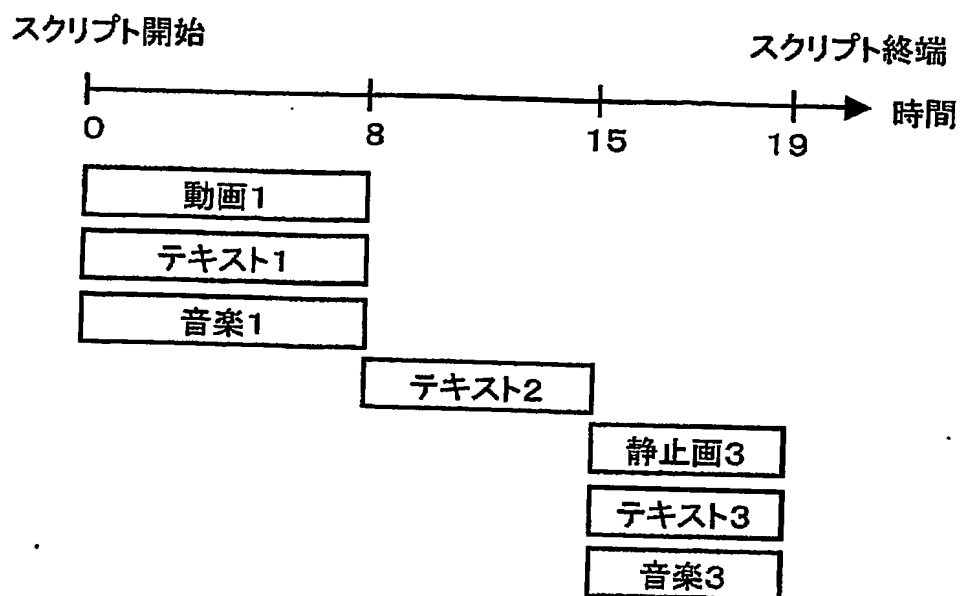 スクリプト開始
スクリプト終端
時間
0
8
15
19
動画1
テキスト1
音楽1
テキスト2
静止画3
テキスト3
音楽3